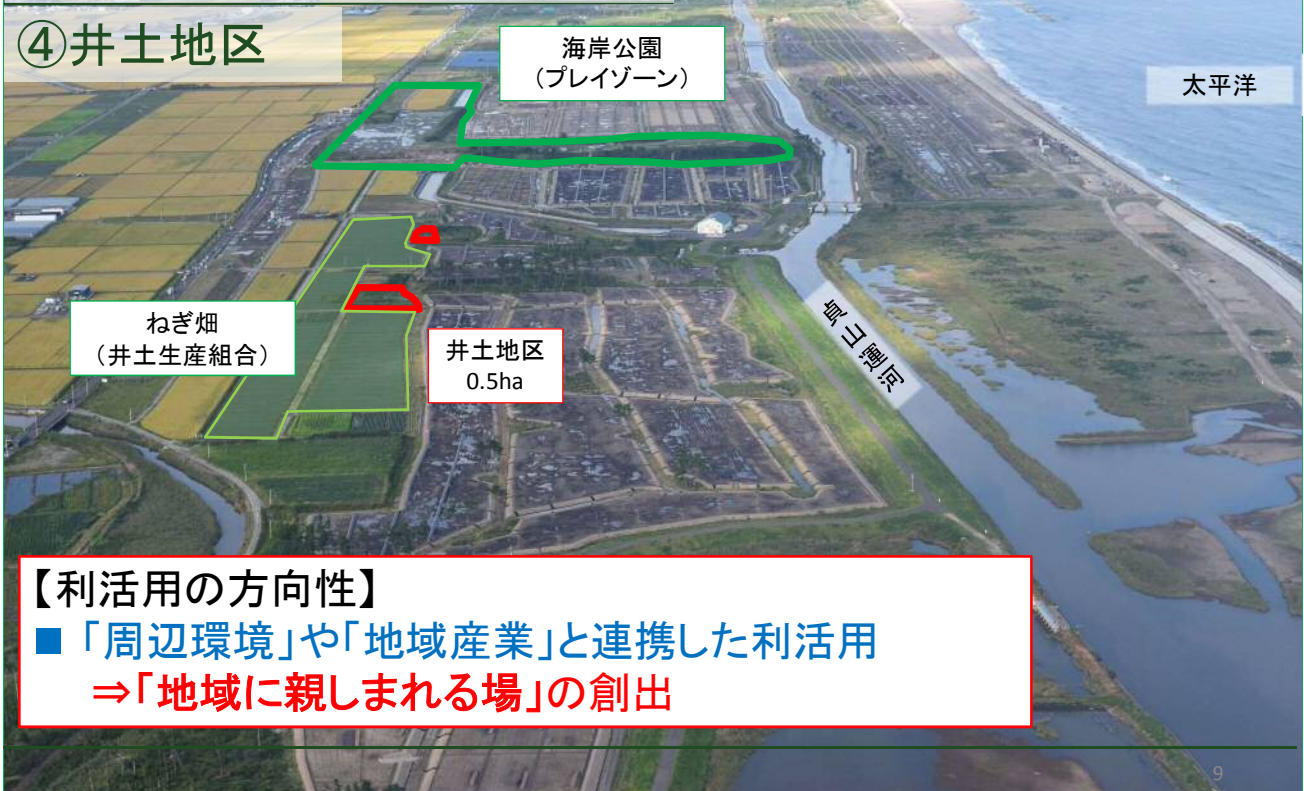 ④井土地区
海岸公園
（プレイゾーン）
太平洋
ねぎ畑
（井土生産組合）
井土地区
0.5ha
貞山運河
【利活用の方向性】
■「周辺環境」や「地域産業」と連携した利活用
⇒「地域に親しまれる場」の創出
9